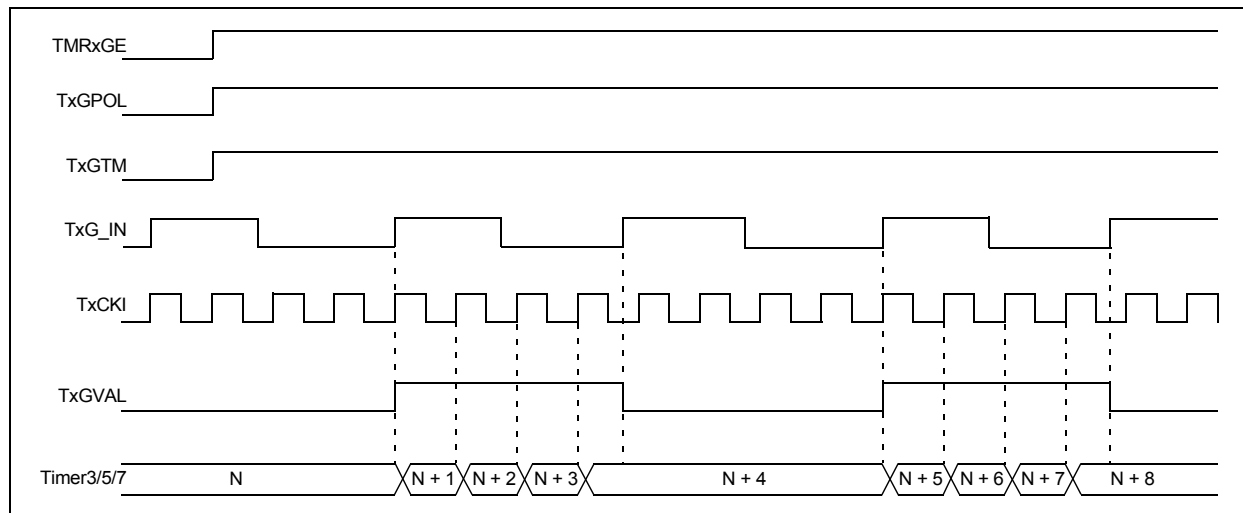 TMRxGE
TxGPOL
TxGTM
TxG_IN
TxCKI
TxGVAL
Timer3/5/7 N N + 1 N + 2 N + 3 N + 4 N + 5 N + 6 N + 7 N + 8